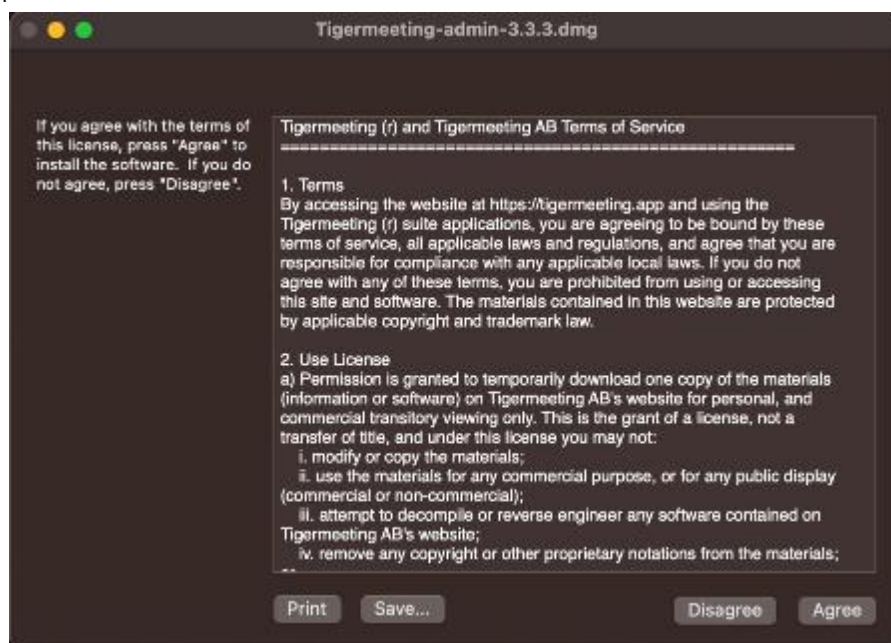 Tigermeeting-admin-3.3.3.dmg
If you agree with the terms of
this license, press "Agree" to
install the software. If you do
not agree, press "Disagree".
Tigermeeting (r) and Tigermeeting AB Terms of Service
=====================================================
1. Terms
By accessing the website at https://tigermeeting.app and using the
Tigermeeting (r) suite applications, you are agreeing to be bound by these
terms of service, all applicable laws and regulations, and agree that you are
responsible for compliance with any applicable local laws. If you do not
agree with any of these terms, you are prohibited from using or accessing
this site and software. The materials contained in this website are protected
by applicable copyright and trademark law.
2. Use License
a) Permission is granted to temporarily download one copy of the materials
(information or software) on Tigermeeting AB's website for personal, and
commercial transitory viewing only. This is the grant of a license, not a
transfer of title, and under this license you may not:
i. modify or copy the materials;
ii. use the materials for any commercial purpose, or for any public display
(commercial or non-commercial);
iii. attempt to decompile or reverse engineer any software contained on
Tigermeeting AB's website;
iv. remove any copyright or other proprietary notations from the materials;
Print Save... Disagree Agree